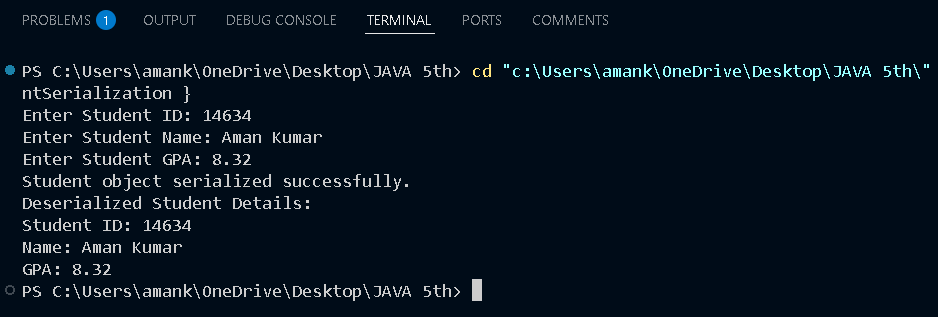 PROBLEMS 1 OUTPUT DEBUG CONSOLE TERMINAL PORTS COMMENTS
PS C:\Users\amank\OneDrive\Desktop\JAVA 5th> cd "c:\Users\amank\OneDrive\Desktop\JAVA 5th\"
ntSerialization }
Enter Student ID: 14634
Enter Student Name: Aman Kumar
Enter Student GPA: 8.32
Student object serialized successfully.
Deserialized Student Details:
Student ID: 14634
Name: Aman Kumar
GPA: 8.32
PS C:\Users\amank\OneDrive\Desktop\JAVA 5th>